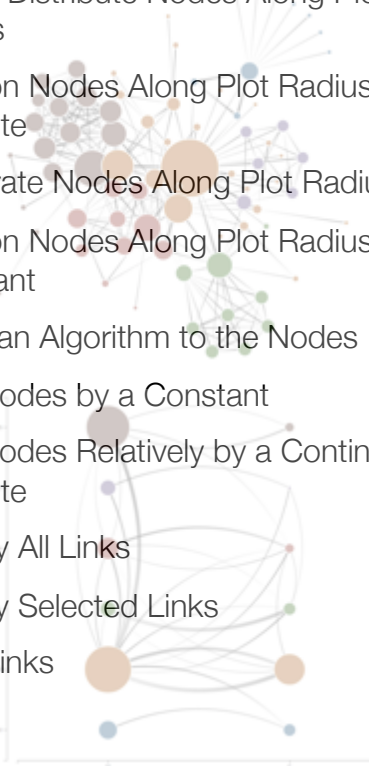 Distribute Nodes Along Plot
s
on Nodes Along Plot Radius
te
rate Nodes Along Plot Radiu
on Nodes Along Plot Radius
ant
an Algorithm to the Nodes
odes by a Constant
odes Relatively by a Contin
te
y All Links
y Selected Links
inks